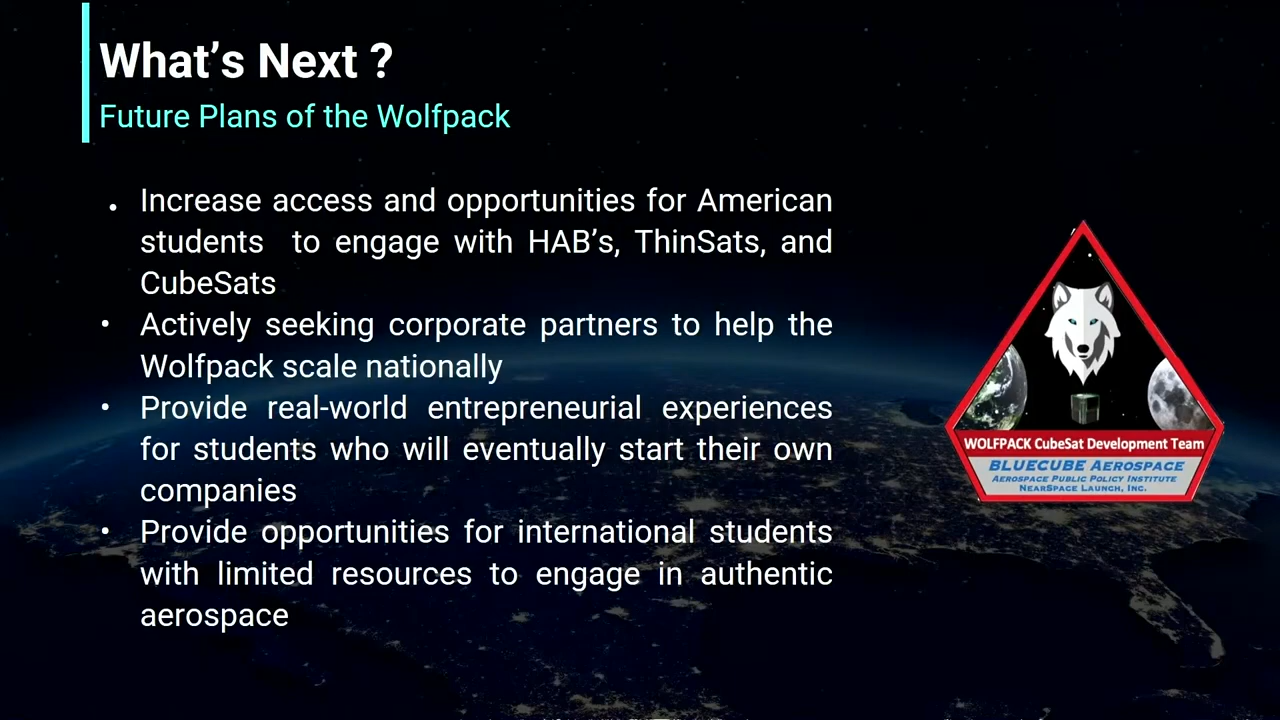 What’s Next ?
Future Plans of the Wolfpack
• Increase access and opportunities for American
students to engage with HAB’s, ThinSats, and
CubeSats
• Actively seeking corporate partners to help the
Wolfpack scale nationally
• Provide real-world entrepreneurial experiences
for students who will eventually start their own
companies
• Provide opportunities for international students
with limited resources to engage in authentic
aerospace
WOLFPACK CubeSat Development Team
BLUECUBE AEROSPACE
AEROSPACE PUBLIC POLICY INSTITUTE
NEARSPACE LAUNCH, INC.